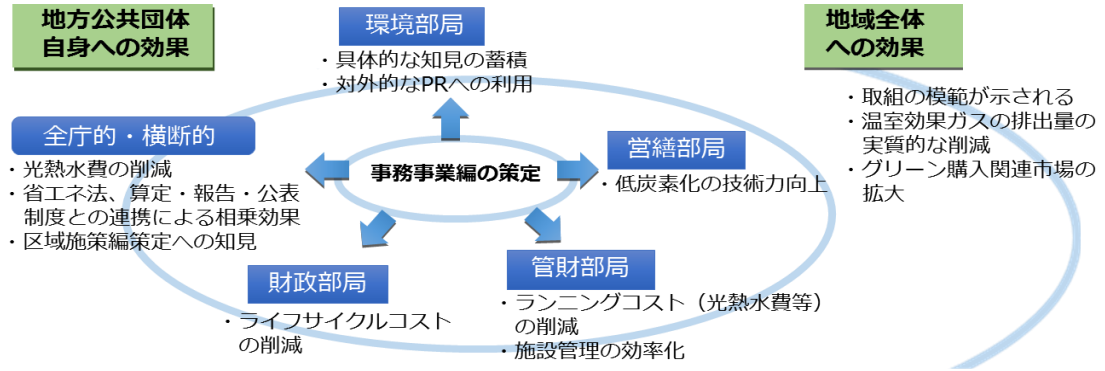 地方公共団体
自身への効果
環境部局
・具体的な知見の蓄積
・対外的なPRへの利用
全庁的・横断的
・光熱水費の削減
・省エネ法、算定・報告・公表
制度との連携による相乗効果
・区域施策編策定への知見
事務事業編の策定
営繕部局
・低炭素化の技術力向上
財政部局
・ライフサイクルコスト
の削減
管財部局
・ランニングコスト（光熱水費等）
の削減
・施設管理の効率化
地域全体
への効果
・取組の模範が示される
・温室効果ガスの排出量の
実質的な削減
・グリーン購入関連市場の
拡大